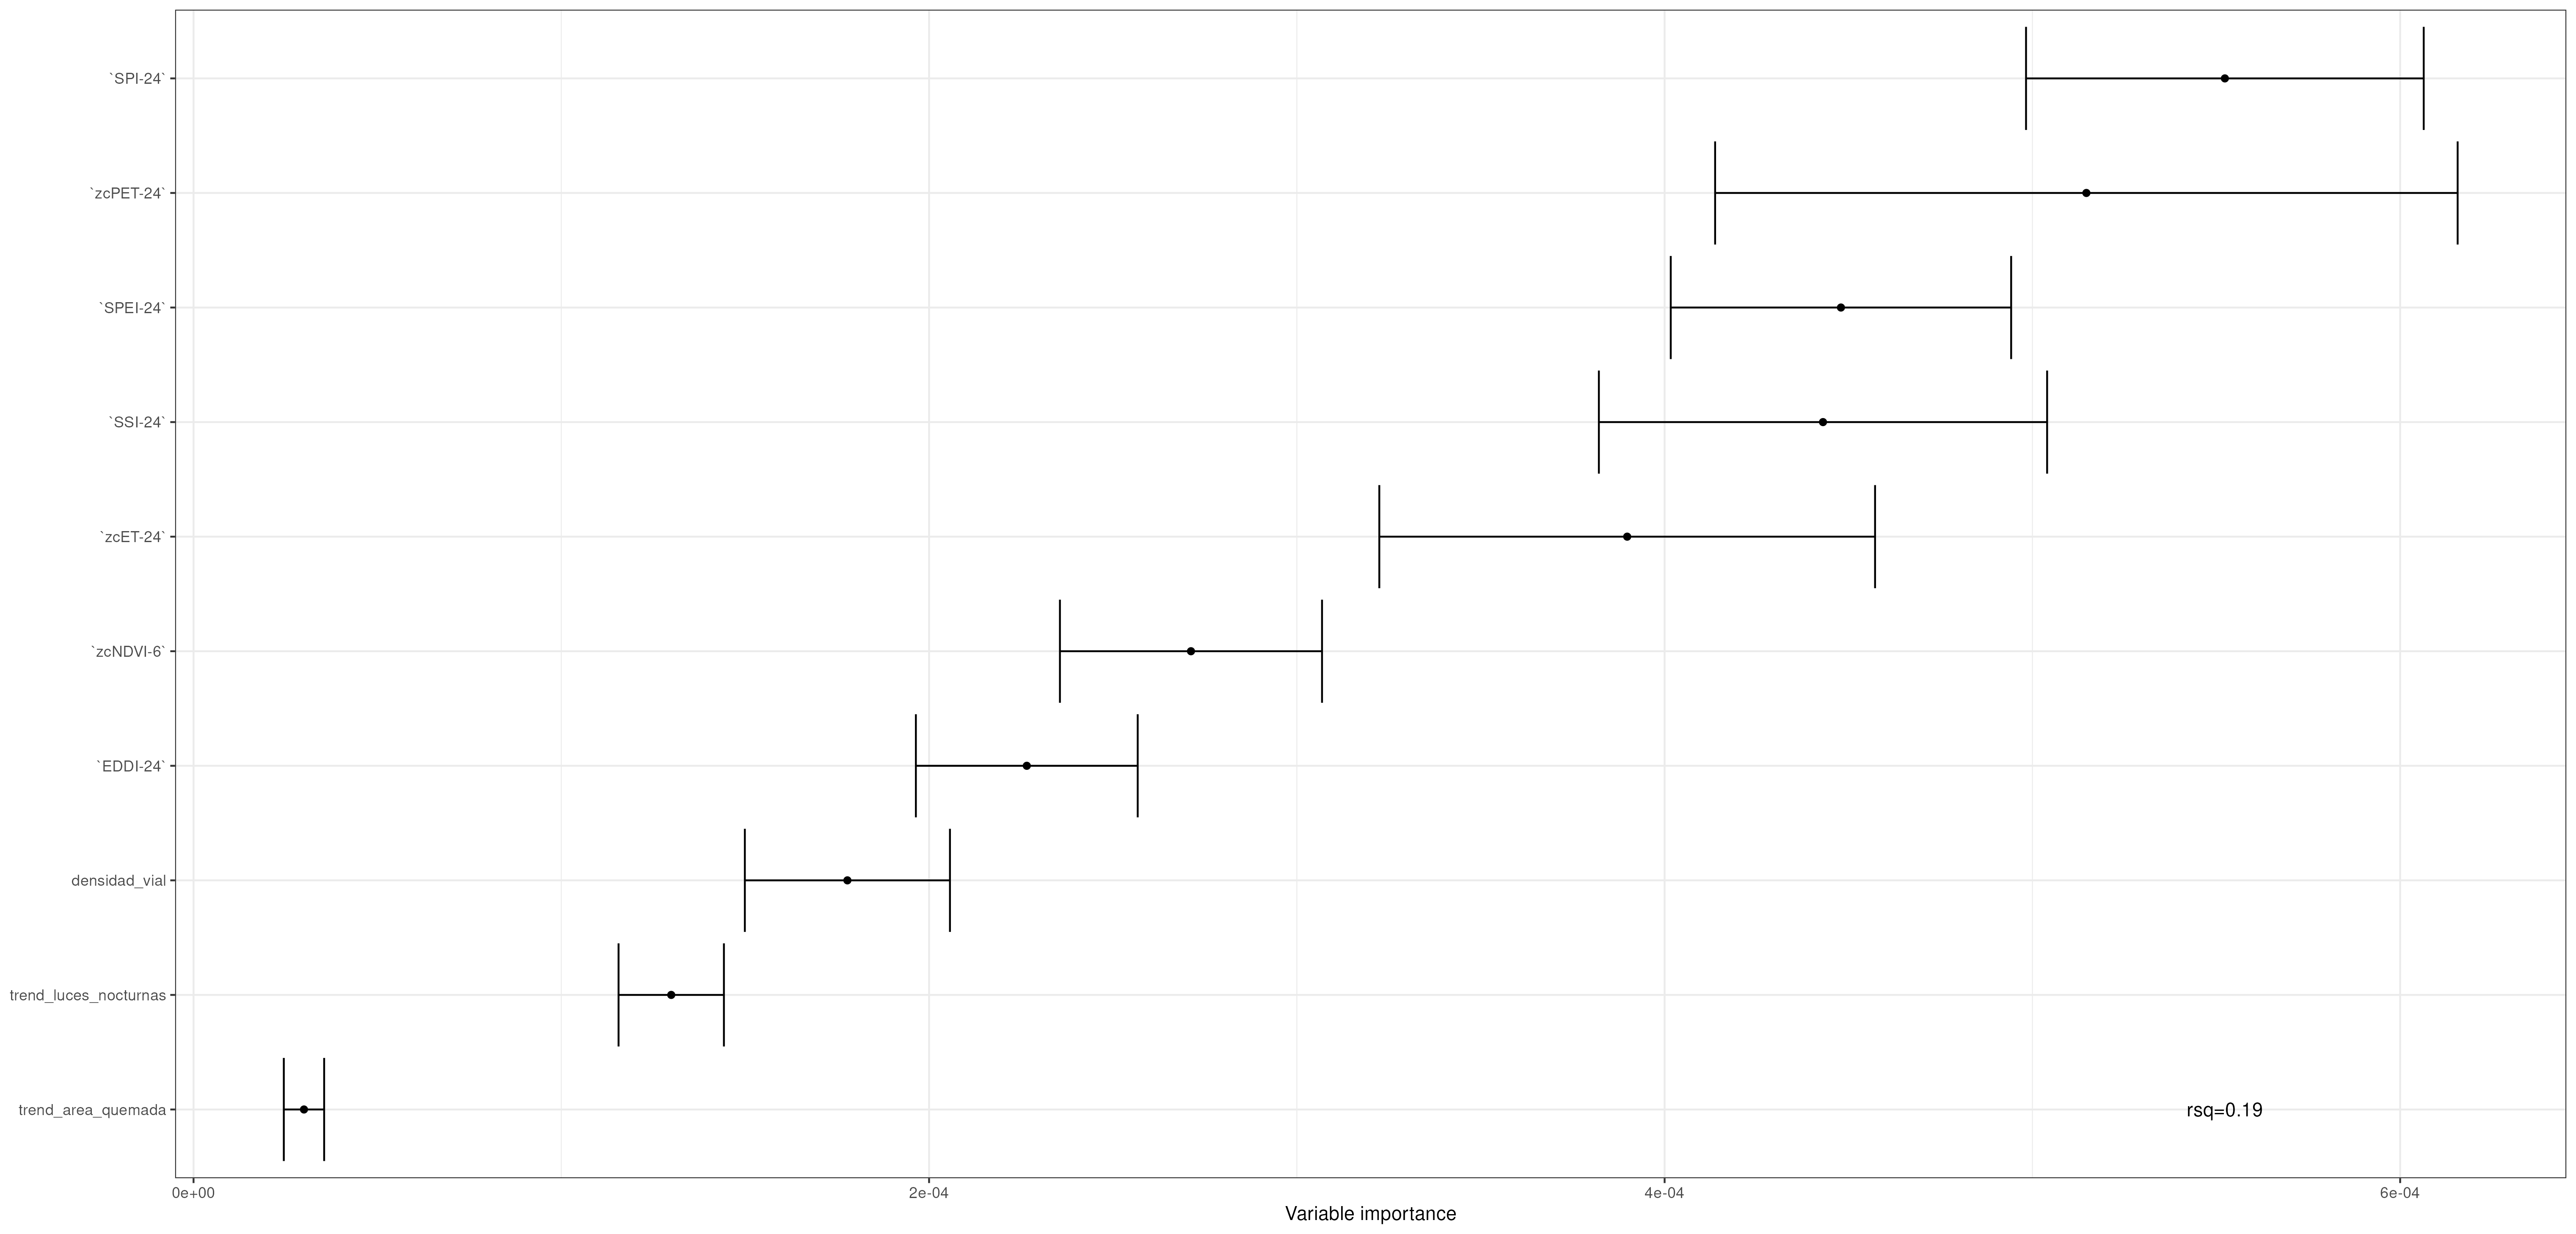 `SPI-24`
`zcPET-24`
`SPEI-24`
`SSI-24`
`zcET-24`
`zcNDVI-6`
`EDDI-24`
densidad_vial
trend_luces_nocturnas
trend_area_quemada
rsq=0.19
0e+00 2e-04 4e-04 6e-04
Variable importance